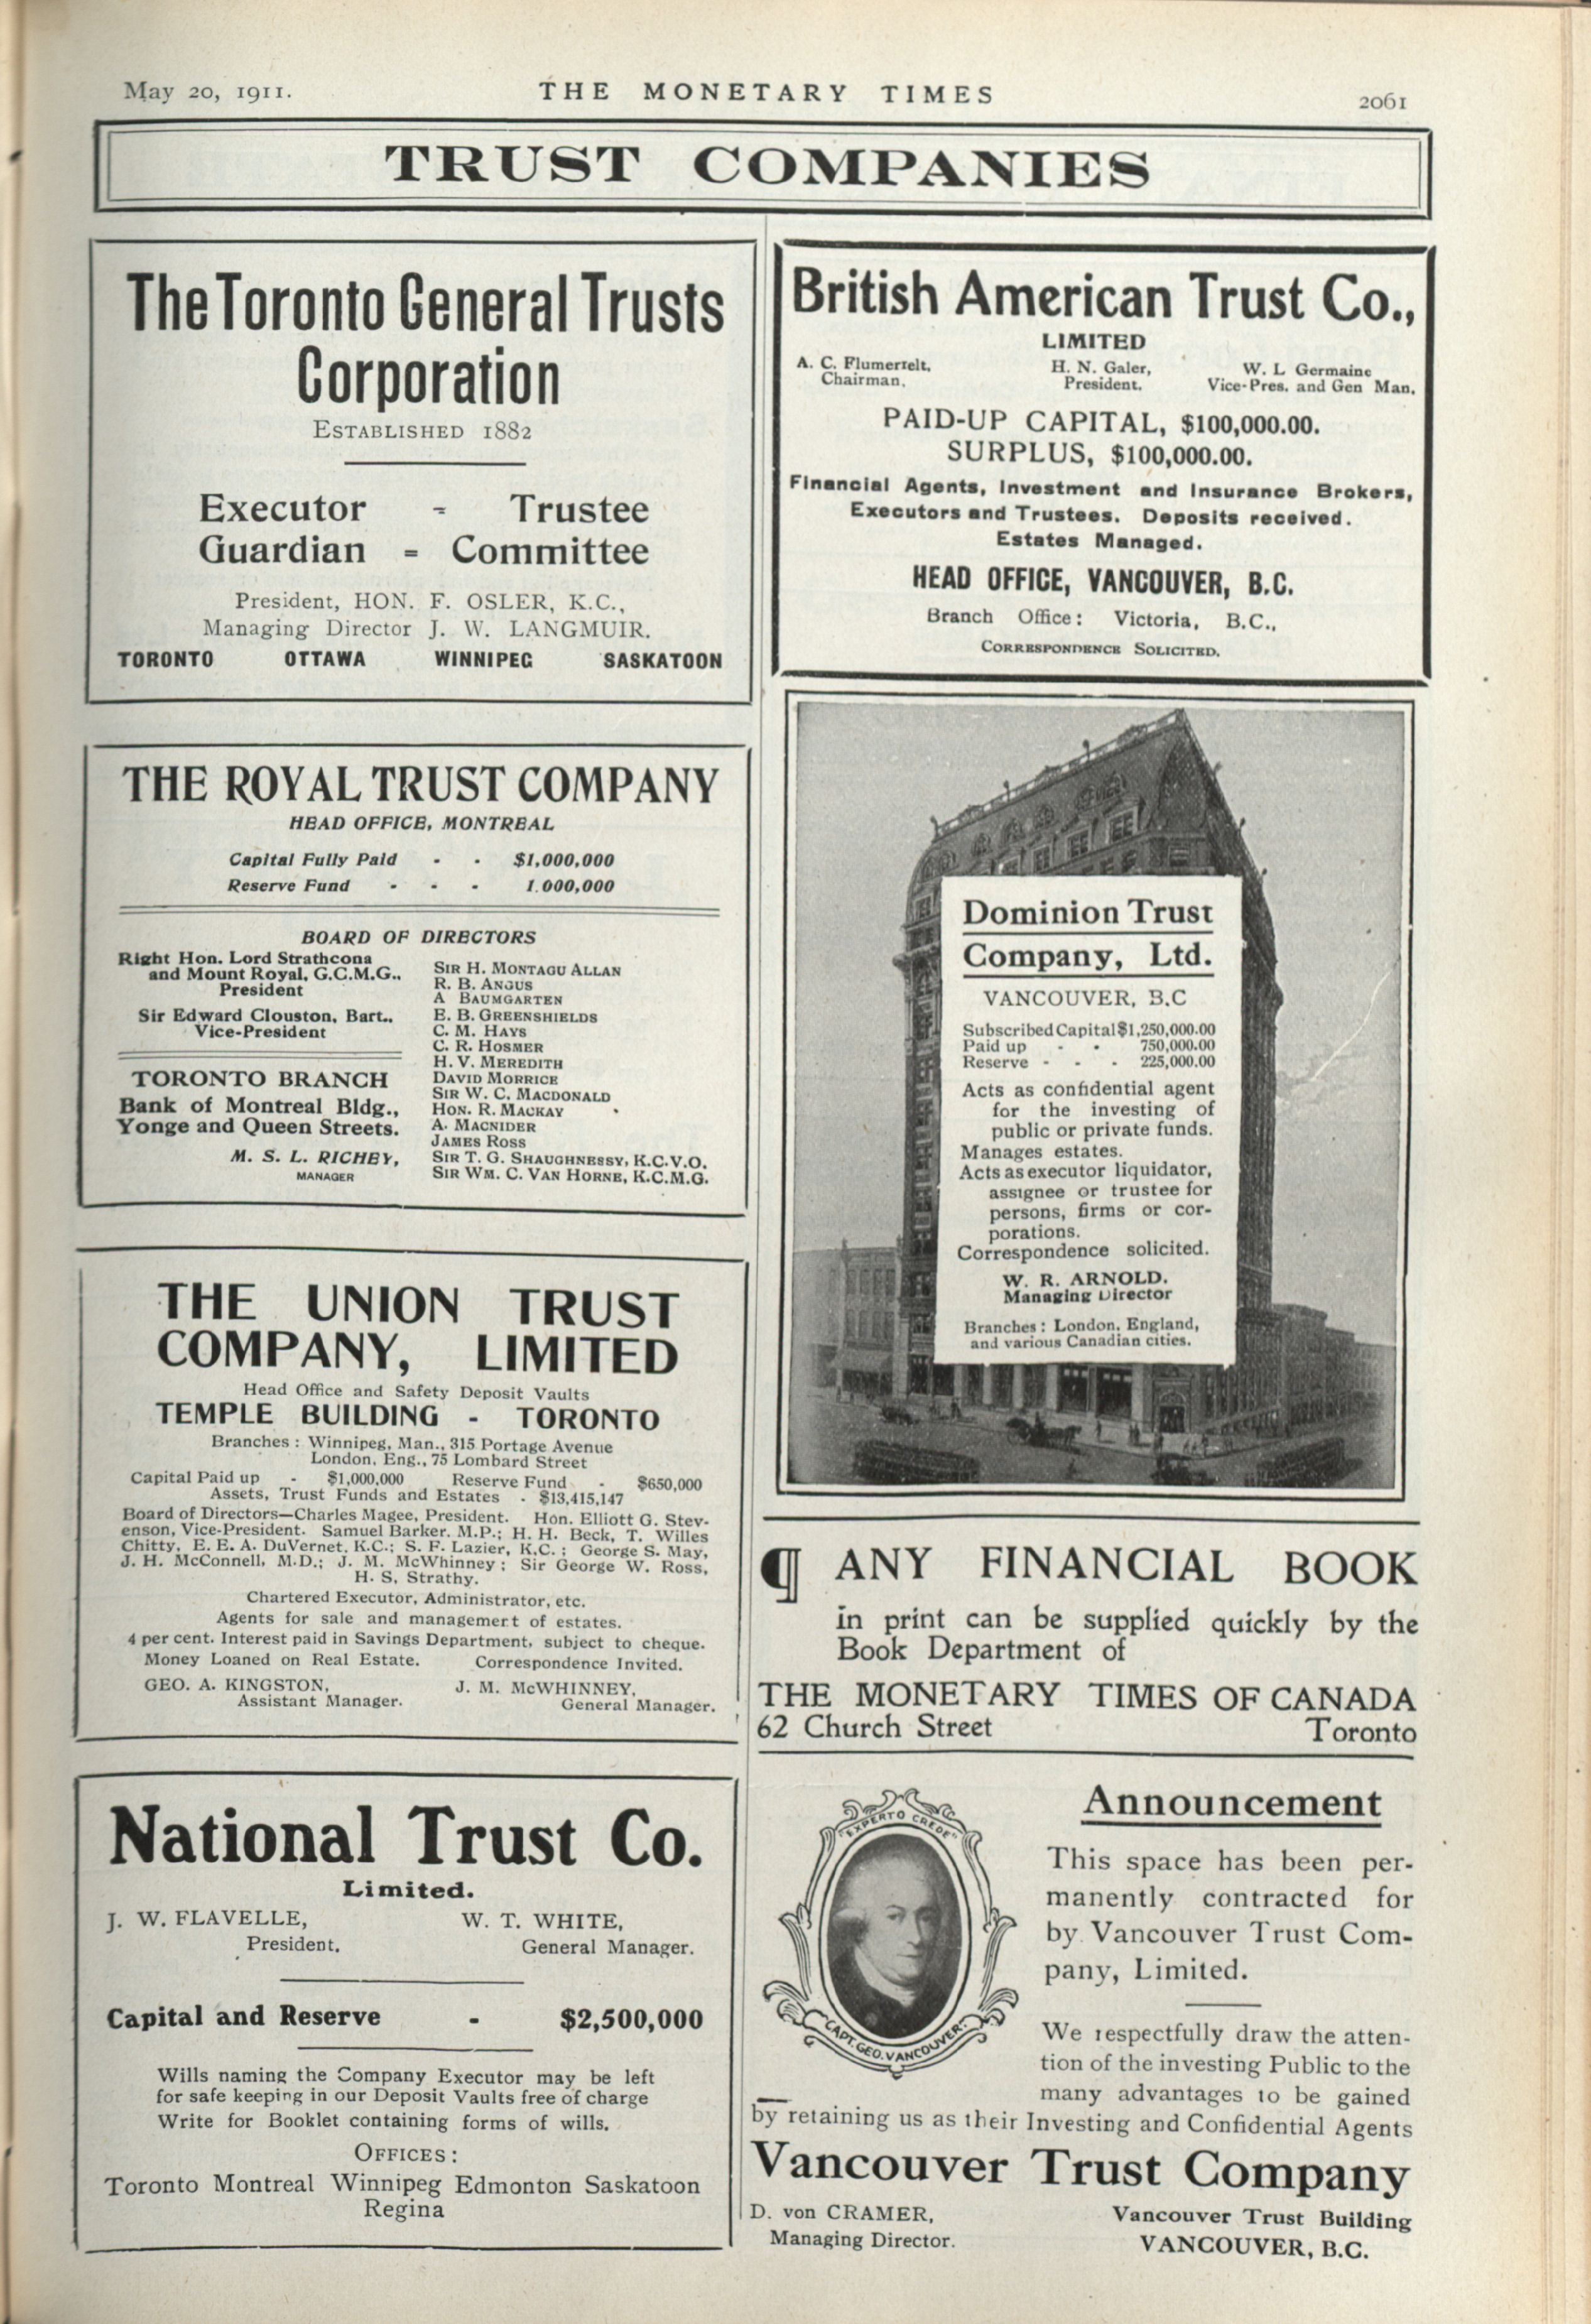 May 20, 1911.
THE MONETARY TIMES
2061
TRUST COMPANIES
The Toronto General Trusts
Corporation
ESTABLISHED 1882
Executor - Trustee
Guardian = Committee
President, HON. F. OSLER, K.C.,
Managing Director J. W. LANGMUIR.
TORONTO OTTAWA WINNIPEG SASKATOON
THE ROYAL TRUST COMPANY
HEAD OFFICE, MONTREAL
Capital Fully Paid - - $1,000,000
Reserve Fund - - - 1.000,000
BOARD OF DIRECTORS
Right Hon. Lord Strathcona
and Mount Royal, G.C.M.G.,
President
Sir Edward Clouston, Bart.,
Vice-President
TORONTO BRANCH
Bank of Montreal Bldg.,
Yonge and Queen Streets.
M. S. L. RICHEY,
MANAGER
SIR H. MONTAGU ALLAN
R. B. ANGUS
A BAUMGARTEN
E. B. GREENSHIELDS
C. M. HAYS
C. R. HOSMER
H. V. MEREDITH
DAVID MORRICE
SIR W. C. MACDONALD
HON. R. MACKAY
A. MACNIDER
JAMES ROSS
SIR T. G. SHAUGHNESSY, K.C.V.O.
SIR WM. C. VAN HORNE, K.C.M.G.
THE UNION TRUST
COMPANY, LIMITED
Head Office and Safety Deposit Vaults
TEMPLE BUILDING - TORONTO
Branches : Winnipeg, Man., 315 Portage Avenue
London, Eng., 75 Lombard Street
Capital Paid up - $1,000,000 Reserve Fund - $650,000
Assets, Trust Funds and Estates - $13,415,147
Board of Directors—Charles Magee, President. Hon. Elliott G. Stev-
enson, Vice-President. Samuel Barker, M.P.; H. H. Beck, T. Willes
Chitty, E. E. A. DuVernet, K.C.; S. F. Lazier, K.C. ; George S. May,
J. H. McConnell, M.D.; J. M. McWhinney ; Sir George W. Ross,
H. S. Strathy.
Chartered Executor, Administrator, etc.
Agents for sale and management of estates.
4 per cent. Interest paid in Savings Department, subject to cheque.
Money Loaned on Real Estate. Correspondence Invited.
GEO. A. KINGSTON, J. M. McWHINNEY,
Assistant Manager. General Manager.
National Trust Co.
Limited.
J. W. FLAVELLE, W. T. WHITE,
President. General Manager.
Capital and Reserve - $2,500,000
Wills naming the Company Executor may be left
for safe keeping in our Deposit Vaults free of charge
Write for Booklet containing forms of wills.
OFFICES :
Toronto Montreal Winnipeg Edmonton Saskatoon
Regina
British American Trust Co.,
LIMITED
A. C. Flumerfelt, H. N. Galer, W. L Germaine
Chairman. President. Vice-Pres. and Gen Man.
PAID-UP CAPITAL, $100,000.00.
SURPLUS, $100,000.00.
Financial Agents, Investment and Insurance Brokers,
Executors and Trustees. Deposits received.
Estates Managed.
HEAD OFFICE, VANCOUVER, B.C.
Branch Office : Victoria, B.C.,
CORRESPONDENCE SOLICITED.
Dominion Trust
Company, Ltd.
VANCOUVER, B.C
Subscribed Capital $1,250,000.00
Paid up - - 750,000.00
Reserve - - - 225,000.00
Acts as confidential agent
for the investing of
public or private funds.
Manages estates.
Acts as executor liquidator,
assignee or trustee for
persons, firms or cor-
porations.
Correspondence solicited.
W. R. ARNOLD.
Managing Director
Branches : London, England,
and various Canadian cities.
¶ ANY FINANCIAL BOOK
in print can be supplied quickly by the
Book Department of
THE MONETARY TIMES OF CANADA
62 Church Street Toronto
"EXPERTO CREDE"
CAPT. GEO. VANCOUVER.
Announcement
This space has been per-
manently contracted for
by Vancouver Trust Com-
pany, Limited.
We respectfully draw the atten-
tion of the investing Public to the
many advantages to be gained
by retaining us as their Investing and Confidential Agents
Vancouver Trust Company
D. von CRAMER, Vancouver Trust Building
Managing Director. VANCOUVER, B.C.